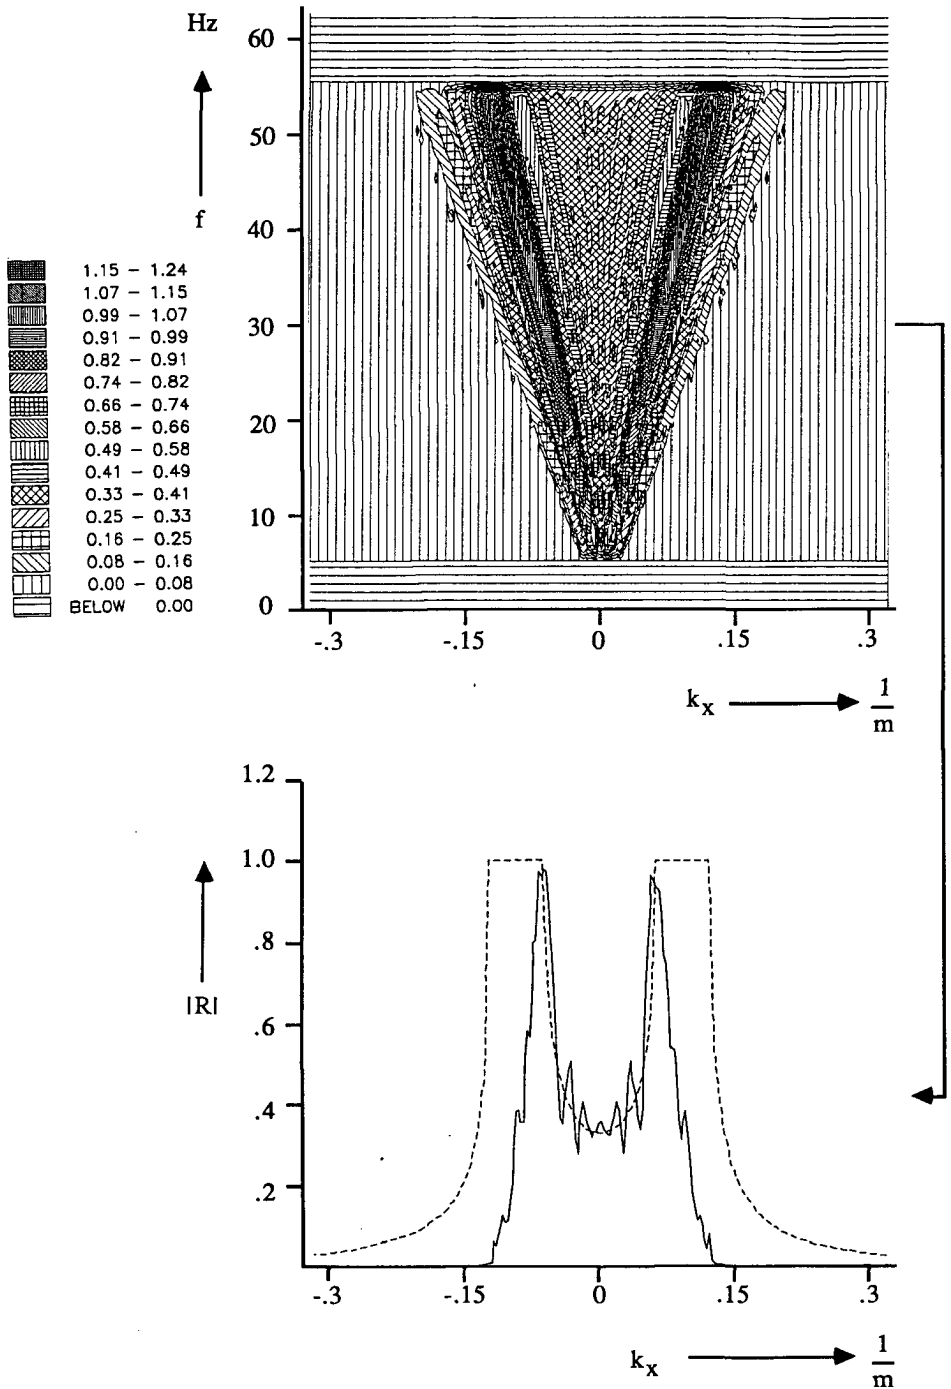 Hz
60
50
f
40
30
20
10
0
1.15 - 1.24
1.07 - 1.15
0.99 - 1.07
0.91 - 0.99
0.82 - 0.91
0.74 - 0.82
0.66 - 0.74
0.58 - 0.66
0.49 - 0.58
0.41 - 0.49
0.33 - 0.41
0.25 - 0.33
0.16 - 0.25
0.08 - 0.16
0.00 - 0.08
BELOW 0.00
-.3 -.15 0 .15 .3
kx 1/m
1.2
1.0
.8
|R|
.6
.4
.2
-.3 -.15 0 .15 .3
kx 1/m